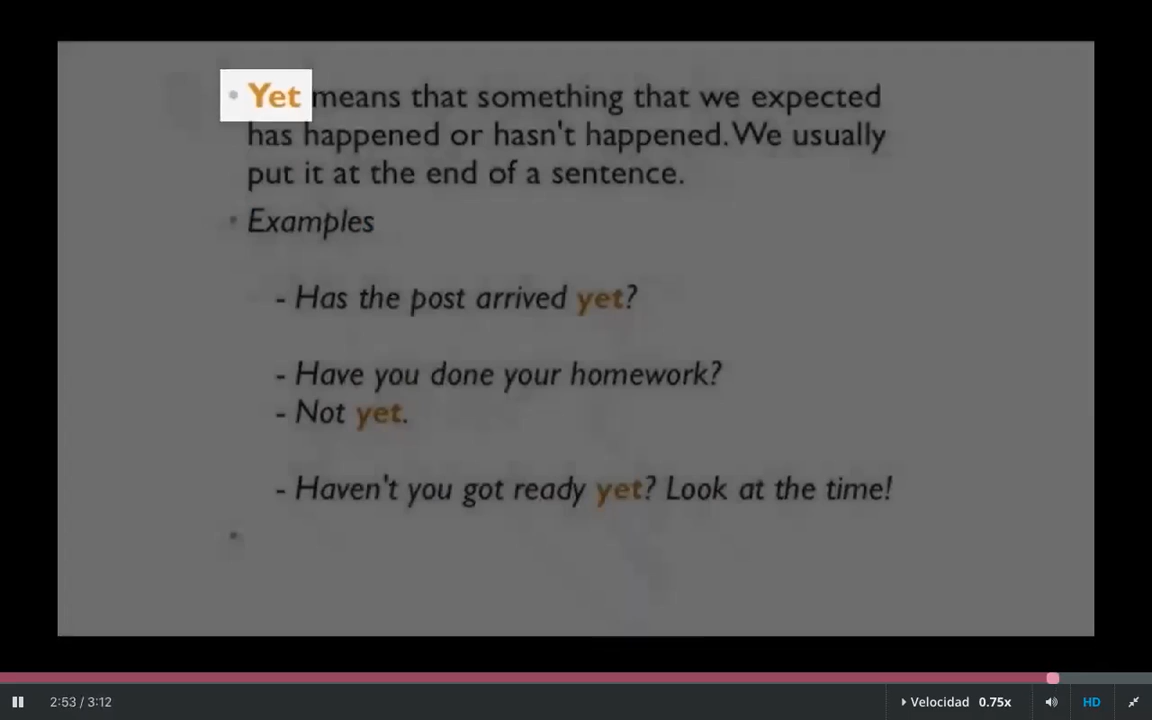 • Yet means that something that we expected
has happened or hasn't happened. We usually
put it at the end of a sentence.
• Examples
- Has the post arrived yet?
- Have you done your homework?
- Not yet.
- Haven't you got ready yet? Look at the time!
•
2:53 / 3:12
Velocidad 0.75x
HD